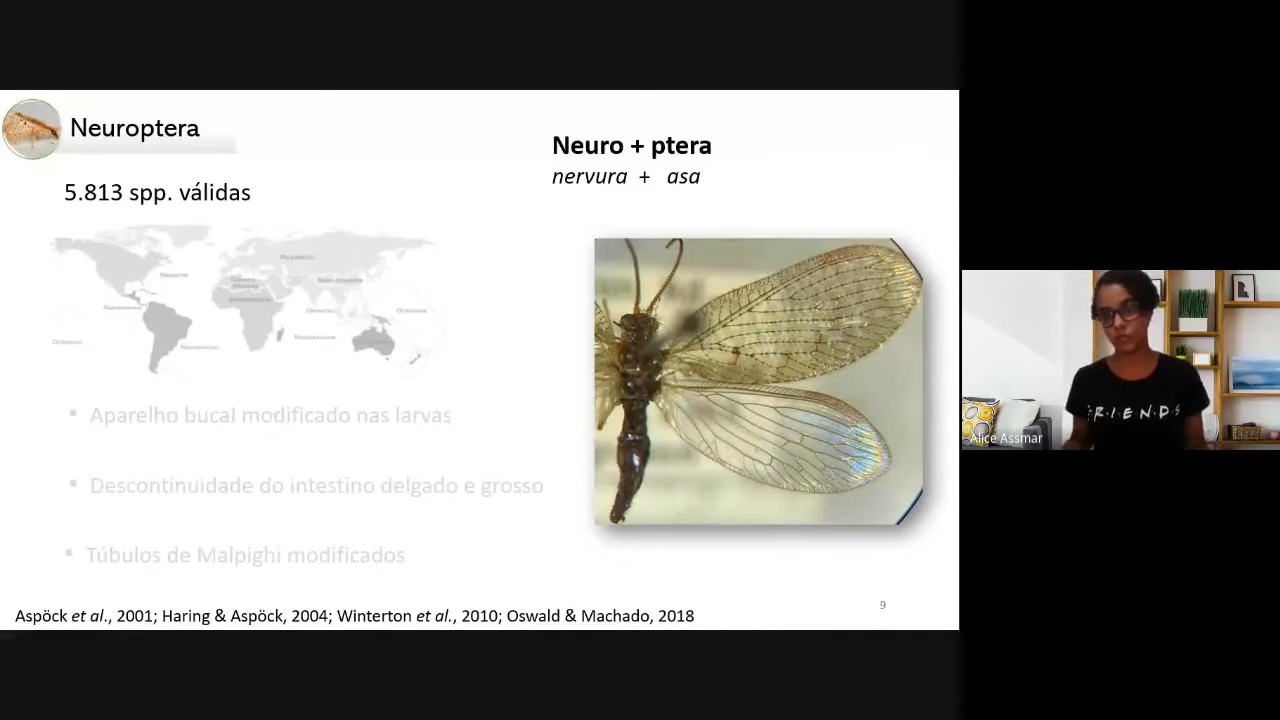 Neuroptera
Neuro + ptera
nervura + asa
5.813 spp. válidas
Aparelho bucal modificado nas larvas
Descontinuidade do intestino delgado e grosso
Túbulos de Malpighi modificados
Aspöck et al., 2001; Haring & Aspöck, 2004; Winterton et al., 2010; Oswald & Machado, 2018
9
F·R·I·E·N·D·S
Alice Assmar